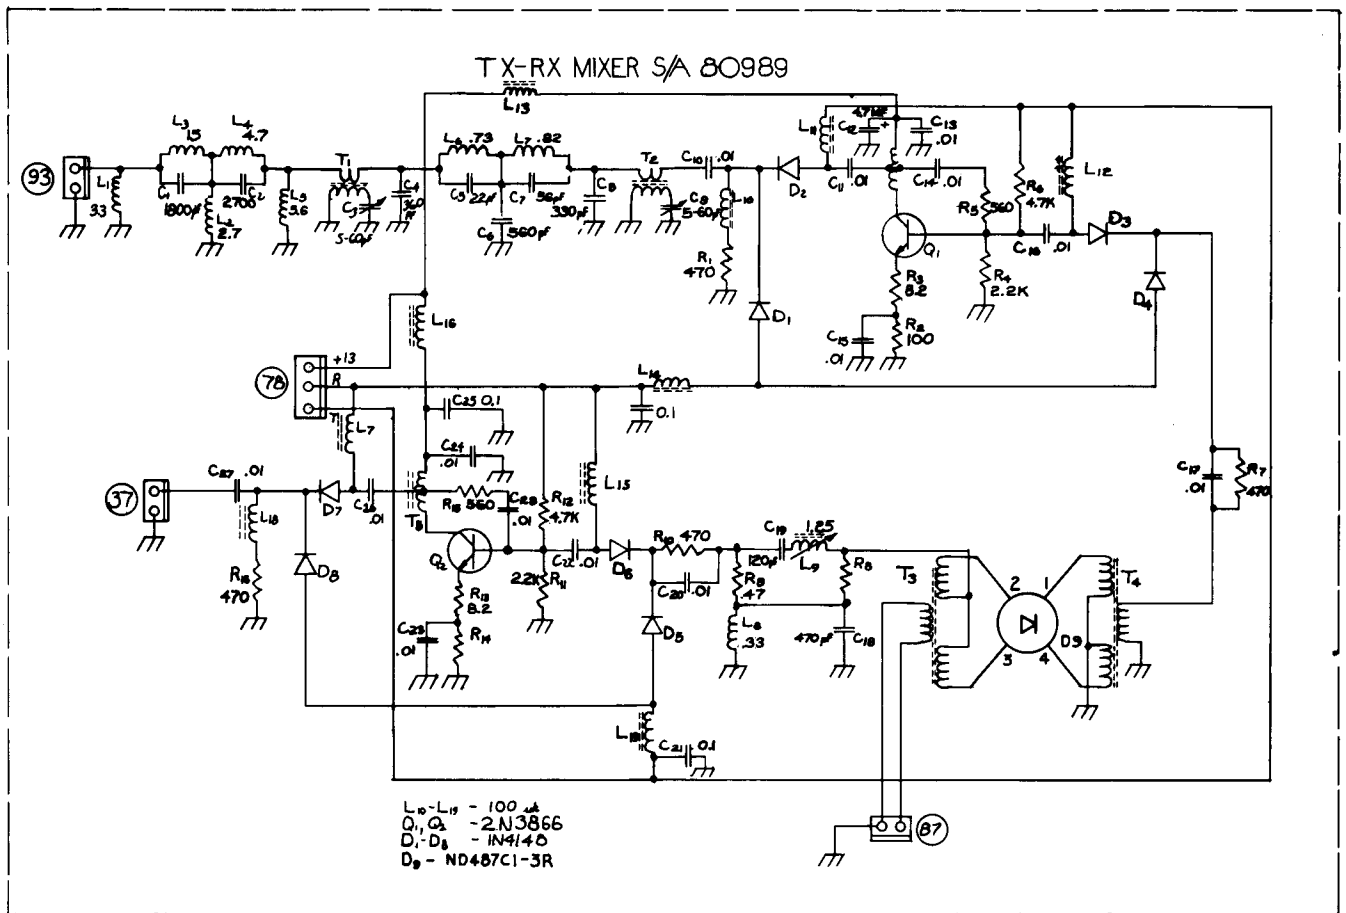 TX-RX MIXER S/A 80989
L13
L3
15
L4
4.7
93
L1
33
C1
1800pf
C2
2700
L2
2.7
L5
5.6
T1
C3
5-60pf
C4
360
pf
L6 .73
L7 .82
C5 22pf
C7 56pf
C6 560pf
C8
330pf
T2
C9
5-60pf
C10 .01
L10
R1
470
D2
D1
L11
C12
4.7MF
+
C13
.01
C11 .01
C14 .01
R5 560
R6
4.7K
L12
Q1
R3
8.2
R2
100
C15
.01
R4
2.2K
C16 .01
D3
D4
L16
78
+13
R
T
L7
L14
0.1
C25 0.1
C24
.01
37
C27 .01
L18
R16
470
D7
D8
C26
.01
T5
R15 560
C28
.01
R12
4.7K
L15
Q2
C22 .01
D6
2.2K
R11
R13
8.2
R14
C23
.01
R10 470
C20 .01
D5
C19
120pf
1.25
L9
R9
47
R8
L8
.33
470pf
C18
C17
.01
R7
470
T3
T4
2
1
3
4
D9
L19
C21 0.1
87
L10-L19 - 100
Q1, Q2 - 2N3866
D1-D8 - 1N4148
D9 - ND487C1-3R